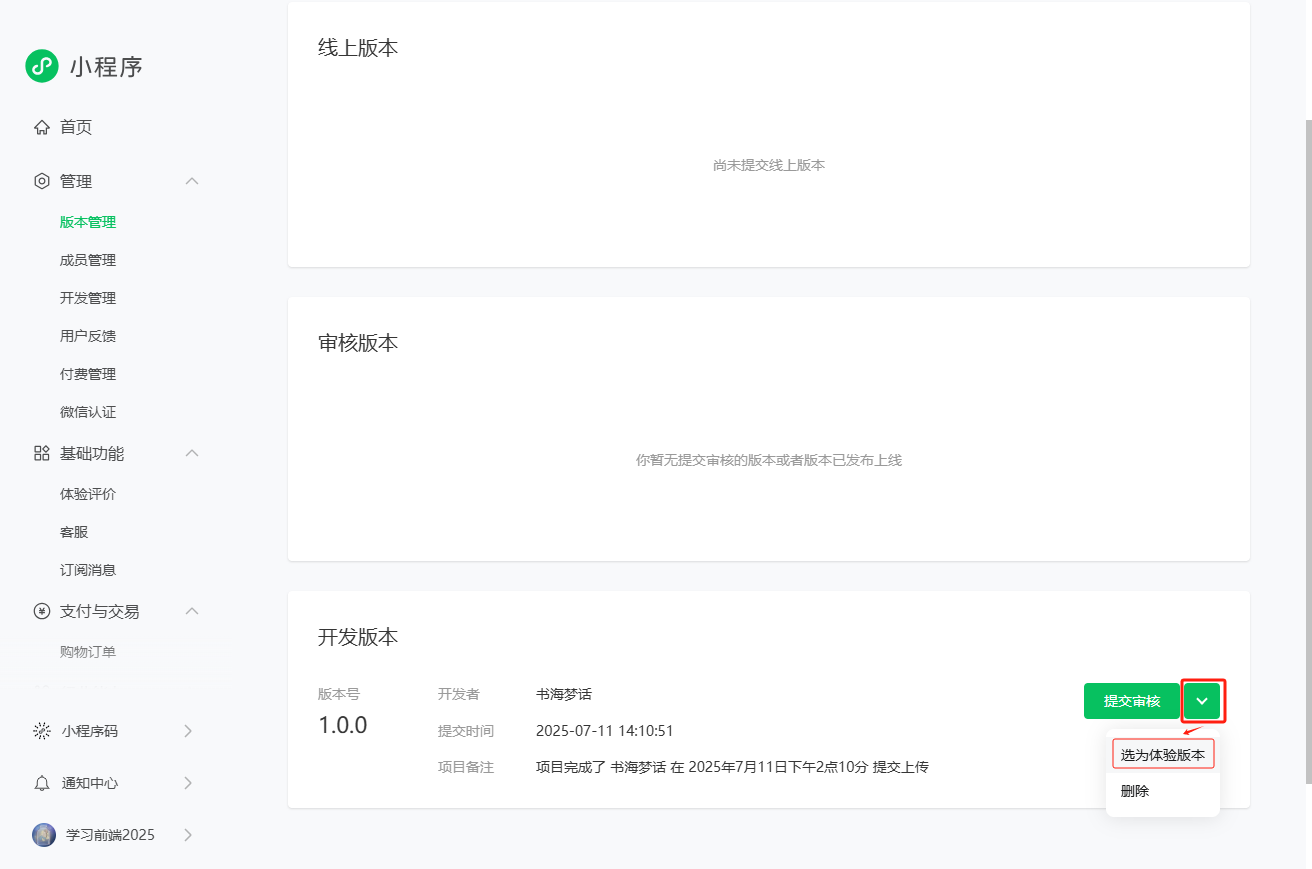 小程序
首页
管理
版本管理
成员管理
开发管理
用户反馈
付费管理
微信认证
基础功能
体验评价
客服
订阅消息
支付与交易
购物订单
小程序码
通知中心
学习前端2025
线上版本
尚未提交线上版本
审核版本
你暂无提交审核的版本或者版本已发布上线
开发版本
版本号
1.0.0
开发者 书海梦话
提交时间 2025-07-11 14:10:51
项目备注 项目完成了 书海梦话 在 2025年7月11日下午2点10分 提交上传
提交审核
选为体验版本
删除